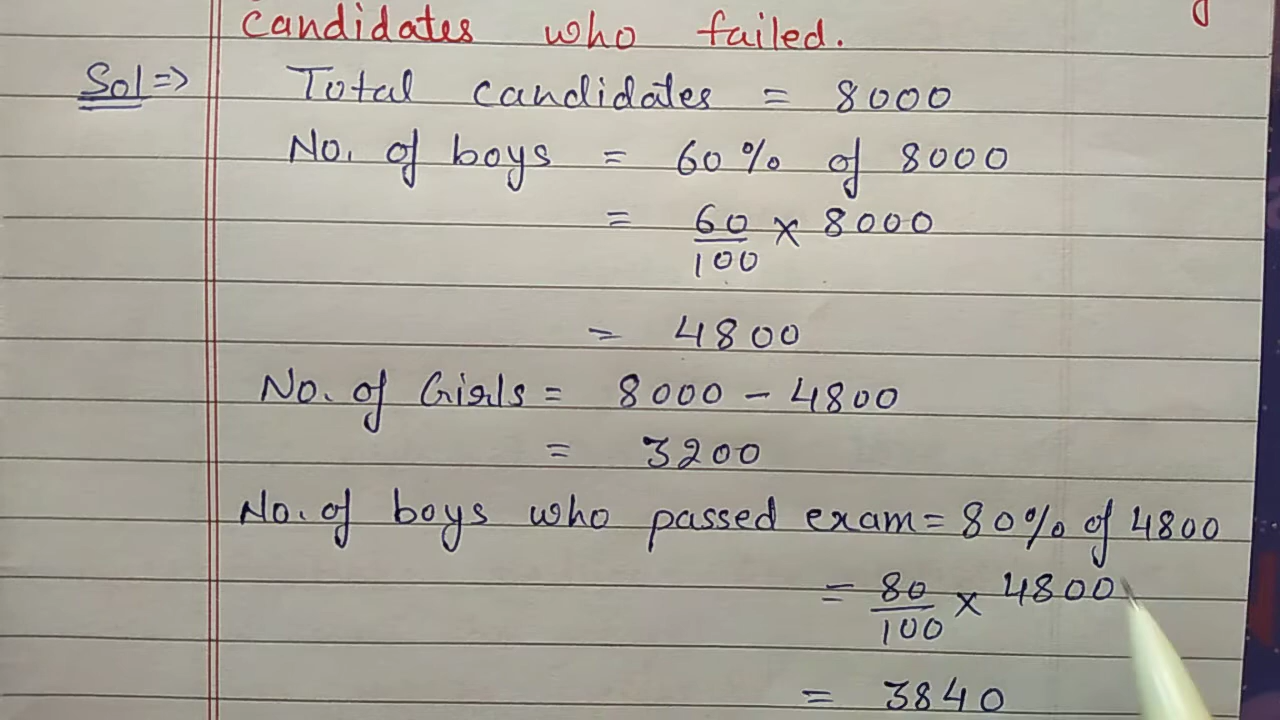 candidates who failed.
Sol => Total candidates = 8000
No. of boys = 60% of 8000
= 60/100 × 8000
= 4800
No. of Girls = 8000 - 4800
= 3200
No. of boys who passed exam = 80% of 4800
= 80/100 × 4800
= 3840